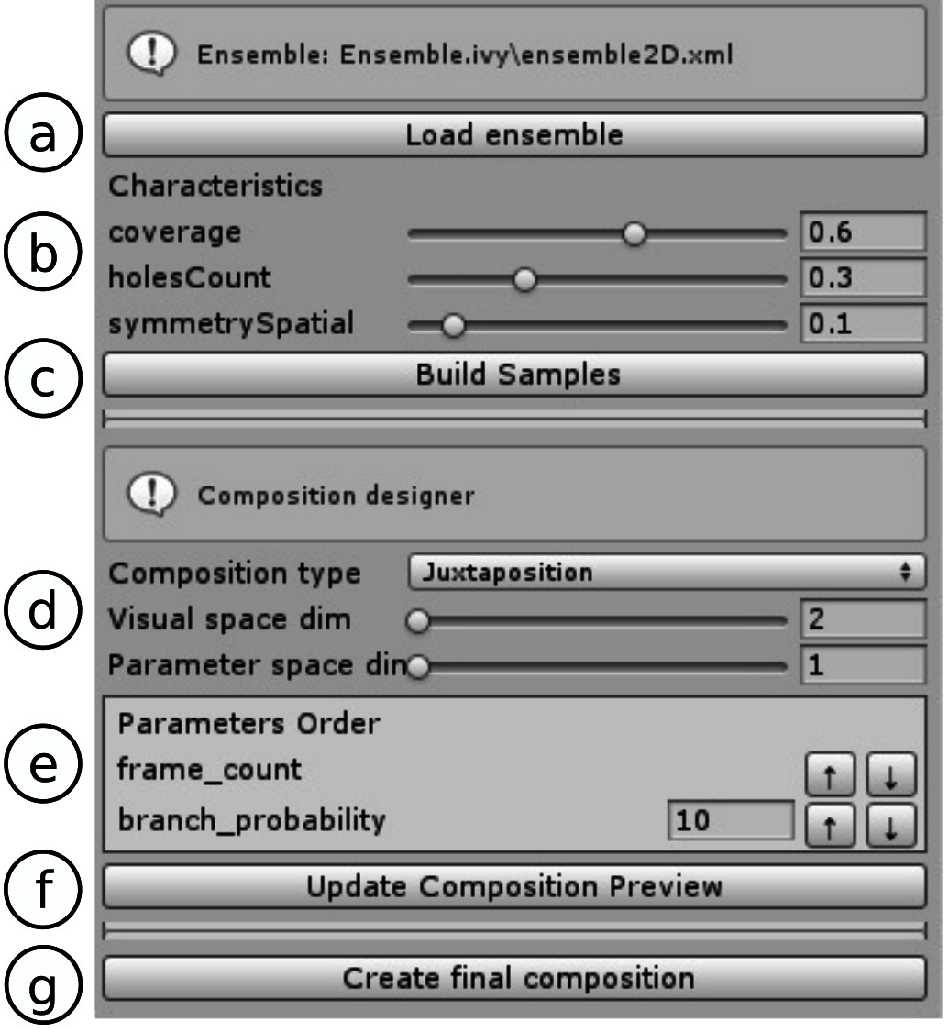 ! Ensemble: Ensemble.ivy\ensemble2D.xml
a Load ensemble
Characteristics
b coverage 0.6
holesCount 0.3
symmetrySpatial 0.1
c Build Samples
! Composition designer
Composition type Juxtaposition
d Visual space dim 2
Parameter space dim 1
Parameters Order
e frame_count ↑ ↓
branch_probability 10 ↑ ↓
f Update Composition Preview
g Create final composition